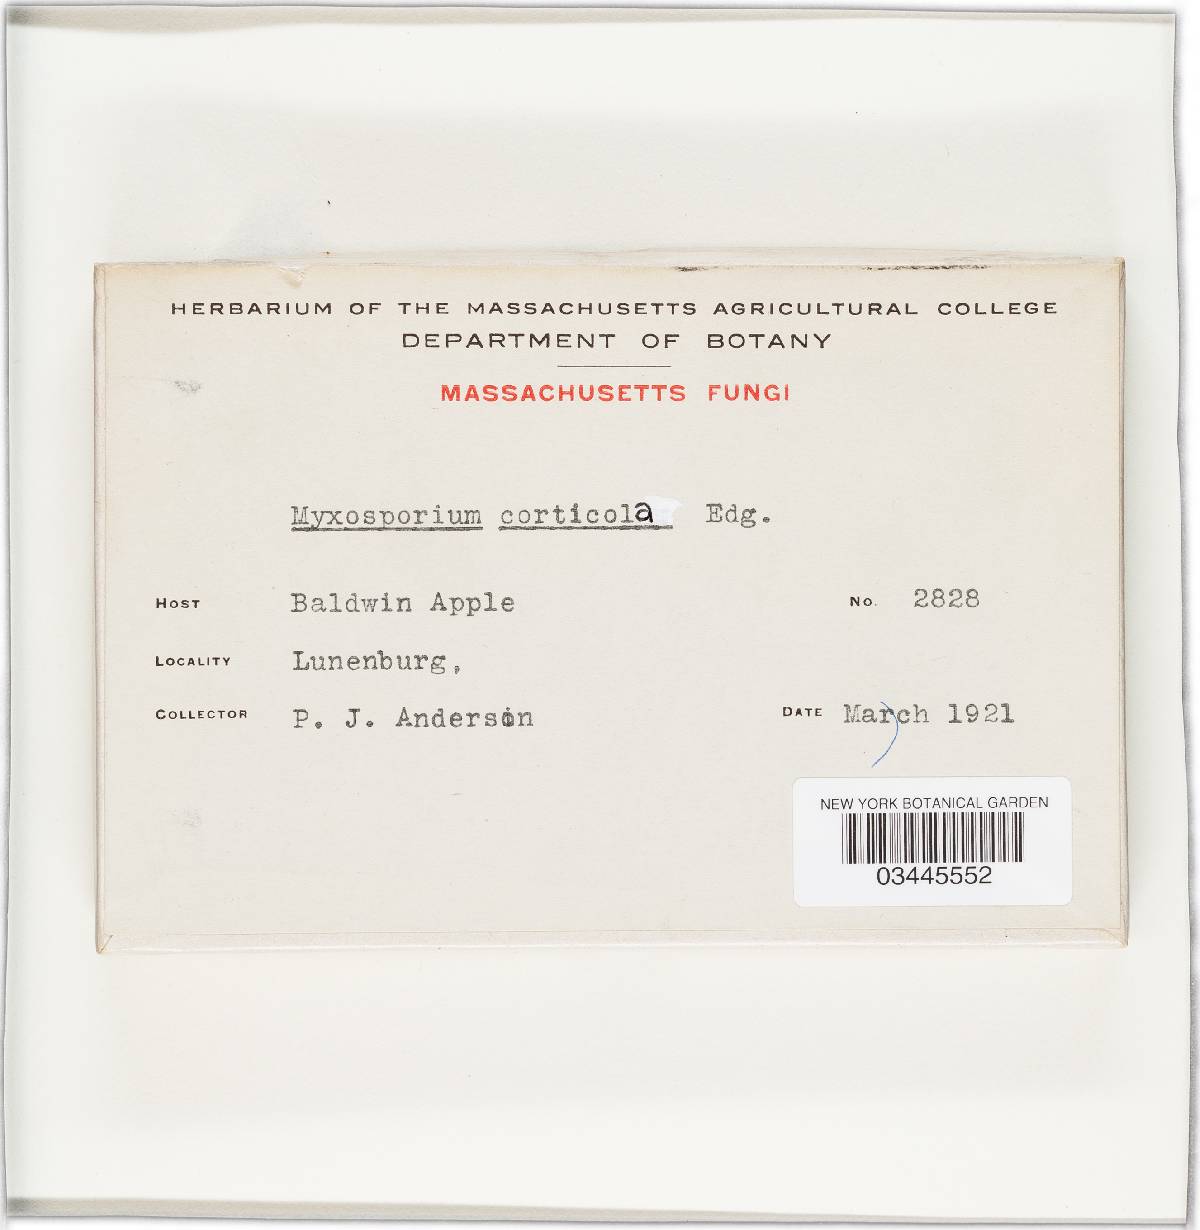 HERBARIUM OF THE MASSACHUSETTS AGRICULTURAL COLLEGE
DEPARTMENT OF BOTANY
MASSACHUSETTS FUNGI
Myxosporium corticola Edg.
HOST Baldwin Apple No. 2828
LOCALITY Lunenburg,
COLLECTOR P. J. Anderson DATE March 1921
NEW YORK BOTANICAL GARDEN
03445552